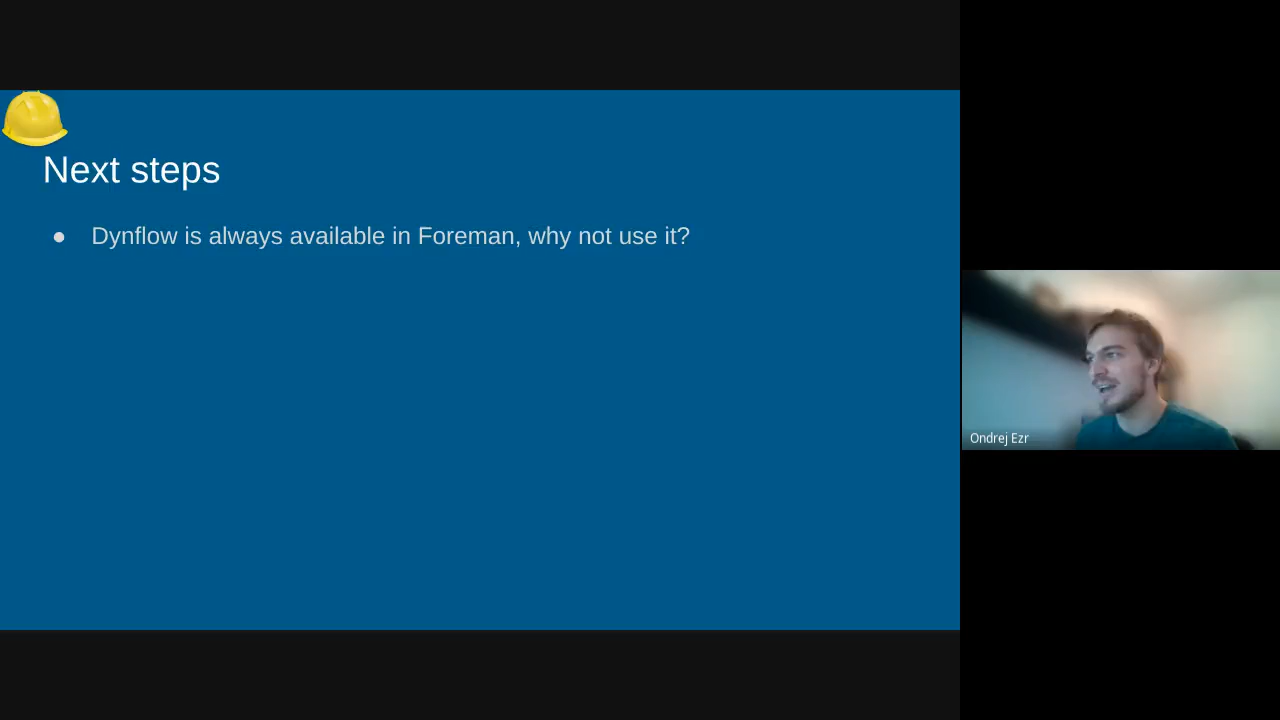 Next steps
● Dynflow is always available in Foreman, why not use it?
Ondrej Ezr